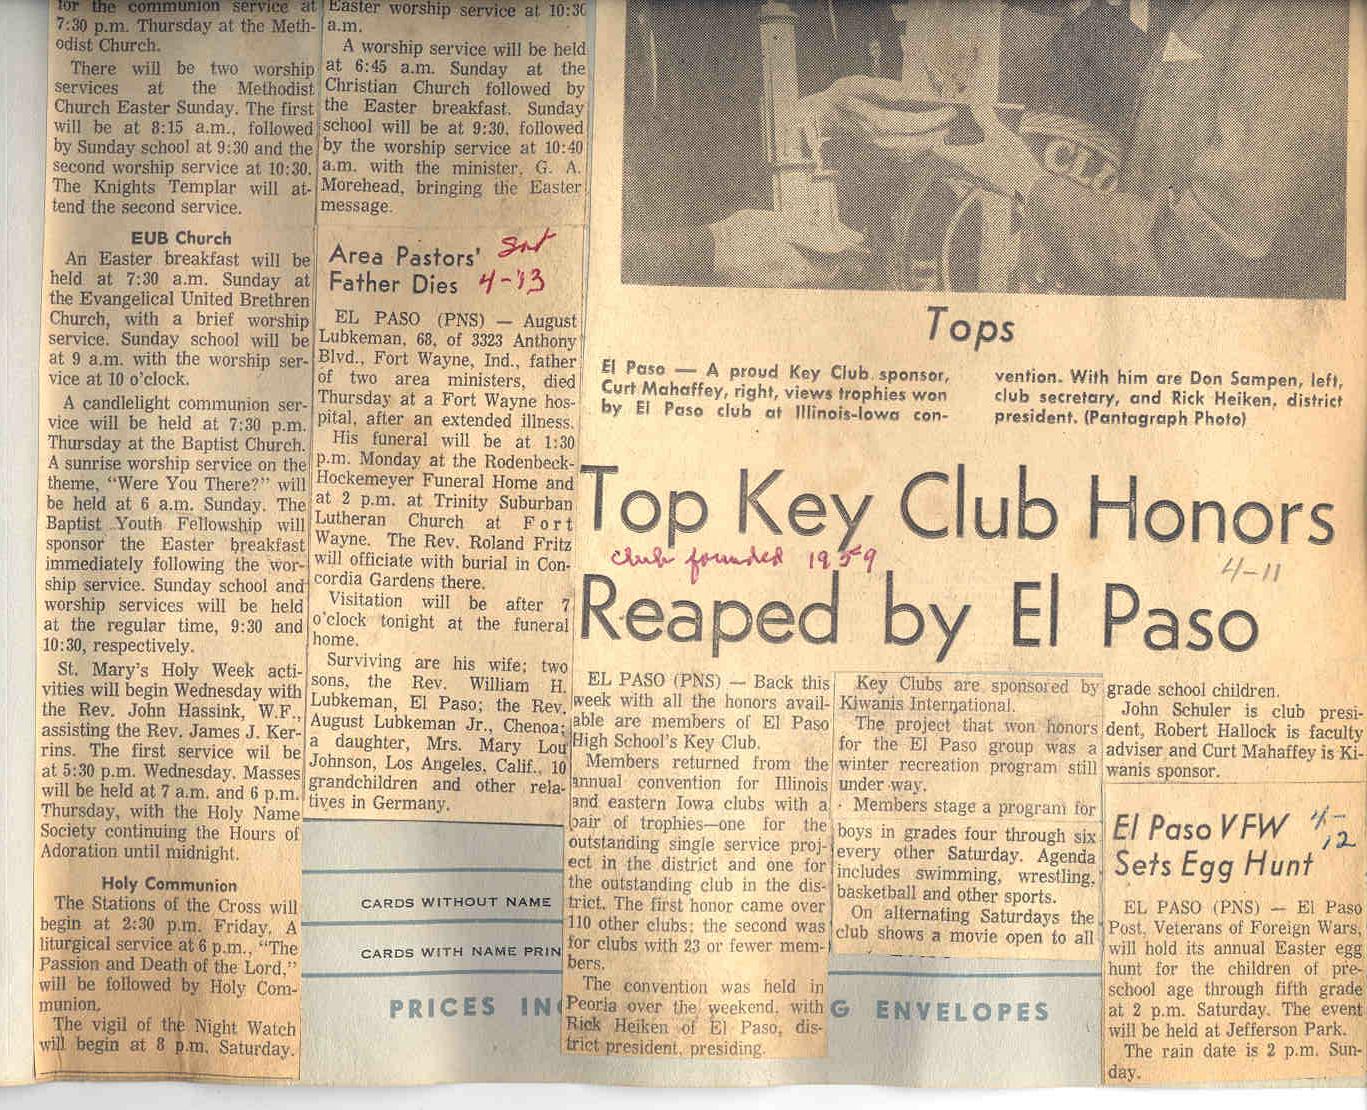 for the communion service at
7:30 p.m. Thursday at the Meth-
odist Church.
There will be two worship
services at the Methodist
Church Easter Sunday. The first
will be at 8:15 a.m., followed
by Sunday school at 9:30 and the
second worship service at 10:30.
The Knights Templar will at-
tend the second service.
EUB Church
An Easter breakfast will be
held at 7:30 a.m. Sunday at
the Evangelical United Brethren
Church, with a brief worship
service. Sunday school will be
at 9 a.m. with the worship ser-
vice at 10 o'clock.
A candlelight communion ser-
vice will be held at 7:30 p.m.
Thursday at the Baptist Church.
A sunrise worship service on the
theme, "Were You There?" will
be held at 6 a.m. Sunday. The
Baptist Youth Fellowship will
sponsor the Easter breakfast
immediately following the wor-
ship service. Sunday school and
worship services will be held
at the regular time, 9:30 and
10:30, respectively.
St. Mary's Holy Week acti-
vities will begin Wednesday with
the Rev. John Hassink, W.F.,
assisting the Rev. James J. Ker-
rins. The first service wil be
at 5:30 p.m. Wednesday. Masses
will be held at 7 a.m. and 6 p.m.
Thursday, with the Holy Name
Society continuing the Hours of
Adoration until midnight.
Holy Communion
The Stations of the Cross will
begin at 2:30 p.m. Friday. A
liturgical service at 6 p.m., "The
Passion and Death of the Lord."
will be followed by Holy Com-
munion.
The vigil of the Night Watch
will begin at 8 p.m. Saturday.
Easter worship service at 10:30
a.m.
A worship service will be held
at 6:45 a.m. Sunday at the
Christian Church followed by
the Easter breakfast. Sunday
school will be at 9:30, followed
by the worship service at 10:40
a.m. with the minister, G. A.
Morehead, bringing the Easter
message.
Area Pastors' Sat
Father Dies 4-13
EL PASO (PNS) — August
Lubkeman, 68, of 3323 Anthony
Blvd., Fort Wayne, Ind., father
of two area ministers, died
Thursday at a Fort Wayne hos-
pital, after an extended illness.
His funeral will be at 1:30
p.m. Monday at the Rodenbeck-
Hockemeyer Funeral Home and
at 2 p.m. at Trinity Suburban
Lutheran Church at Fort
Wayne. The Rev. Roland Fritz
will officiate with burial in Con-
cordia Gardens there.
Visitation will be after 7
o'clock tonight at the funeral
home.
Surviving are his wife; two
sons, the Rev. William H.
Lubkeman, El Paso; the Rev.
August Lubkeman Jr., Chenoa;
a daughter, Mrs. Mary Lou
Johnson, Los Angeles, Calif., 10
grandchildren and other rela-
tives in Germany.
CARDS WITHOUT NAME
CARDS WITH NAME PRIN
PRICES IN
G ENVELOPES
CLU
Tops
El Paso — A proud Key Club sponsor,
Curt Mahaffey, right, views trophies won
by El Paso club at Illinois-Iowa con-
vention. With him are Don Sampen, left,
club secretary, and Rick Heiken, district
president. (Pantagraph Photo)
Top Key Club Honors
club founded 1959
4-11
Reaped by El Paso
EL PASO (PNS) — Back this
week with all the honors avail-
able are members of El Paso
High School's Key Club.
Members returned from the
annual convention for Illinois
and eastern Iowa clubs with a
pair of trophies—one for the
outstanding single service proj-
ect in the district and one for
the outstanding club in the dis-
trict. The first honor came over
110 other clubs; the second was
for clubs with 23 or fewer mem-
bers.
The convention was held in
Peoria over the weekend, with
Rick Heiken of El Paso, dis-
trict president, presiding.
Key Clubs are sponsored by
Kiwanis International.
The project that won honors
for the El Paso group was a
winter recreation program still
under way.
Members stage a program for
boys in grades four through six
every other Saturday. Agenda
includes swimming, wrestling,
basketball and other sports.
On alternating Saturdays the
club shows a movie open to all
grade school children.
John Schuler is club presi-
dent, Robert Hallock is faculty
adviser and Curt Mahaffey is Ki-
wanis sponsor.
El Paso VFW 4-
Sets Egg Hunt 12
EL PASO (PNS) — El Paso
Post, Veterans of Foreign Wars,
will hold its annual Easter egg
hunt for the children of pre-
school age through fifth grade
at 2 p.m. Saturday. The event
will be held at Jefferson Park.
The rain date is 2 p.m. Sun-
day.